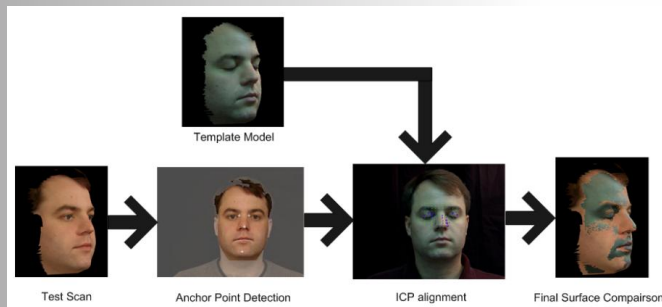 Template Model
Test Scan
Anchor Point Detection
ICP alignment
Final Surface Compairson